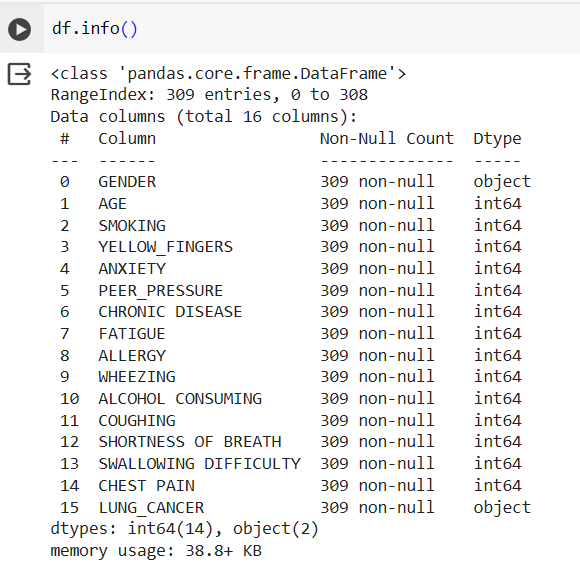 df.info()
<class 'pandas.core.frame.DataFrame'>
RangeIndex: 309 entries, 0 to 308
Data columns (total 16 columns):
 #   Column                 Non-Null Count  Dtype
---  ------                 --------------  -----
 0   GENDER                 309 non-null    object
 1   AGE                    309 non-null    int64
 2   SMOKING                309 non-null    int64
 3   YELLOW_FINGERS         309 non-null    int64
 4   ANXIETY                309 non-null    int64
 5   PEER_PRESSURE          309 non-null    int64
 6   CHRONIC DISEASE        309 non-null    int64
 7   FATIGUE                309 non-null    int64
 8   ALLERGY                309 non-null    int64
 9   WHEEZING               309 non-null    int64
 10  ALCOHOL CONSUMING      309 non-null    int64
 11  COUGHING               309 non-null    int64
 12  SHORTNESS OF BREATH    309 non-null    int64
 13  SWALLOWING DIFFICULTY  309 non-null    int64
 14  CHEST PAIN             309 non-null    int64
 15  LUNG_CANCER            309 non-null    object
dtypes: int64(14), object(2)
memory usage: 38.8+ KB